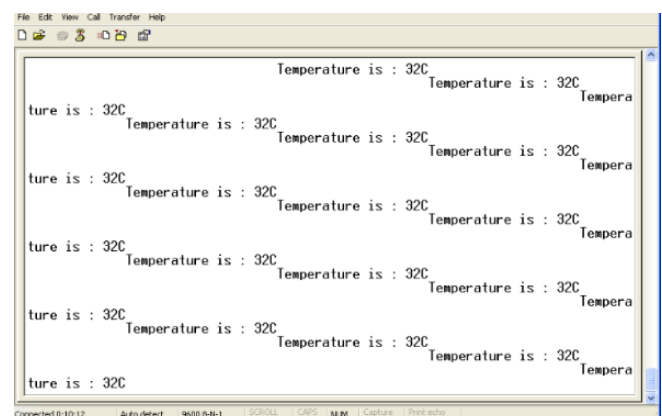 File Edit View Call Transfer Help
Temperature is : 32C
Temperature is : 32C
Tempera
ture is : 32C
Temperature is : 32C
Temperature is : 32C
Temperature is : 32C
Tempera
ture is : 32C
Temperature is : 32C
Temperature is : 32C
Temperature is : 32C
Tempera
ture is : 32C
Temperature is : 32C
Temperature is : 32C
Temperature is : 32C
Tempera
ture is : 32C
Temperature is : 32C
Temperature is : 32C
Temperature is : 32C
Tempera
ture is : 32C
Connected 0:10:12 Auto detect 9600 8-N-1 SCROLL CAPS NUM Capture Print echo